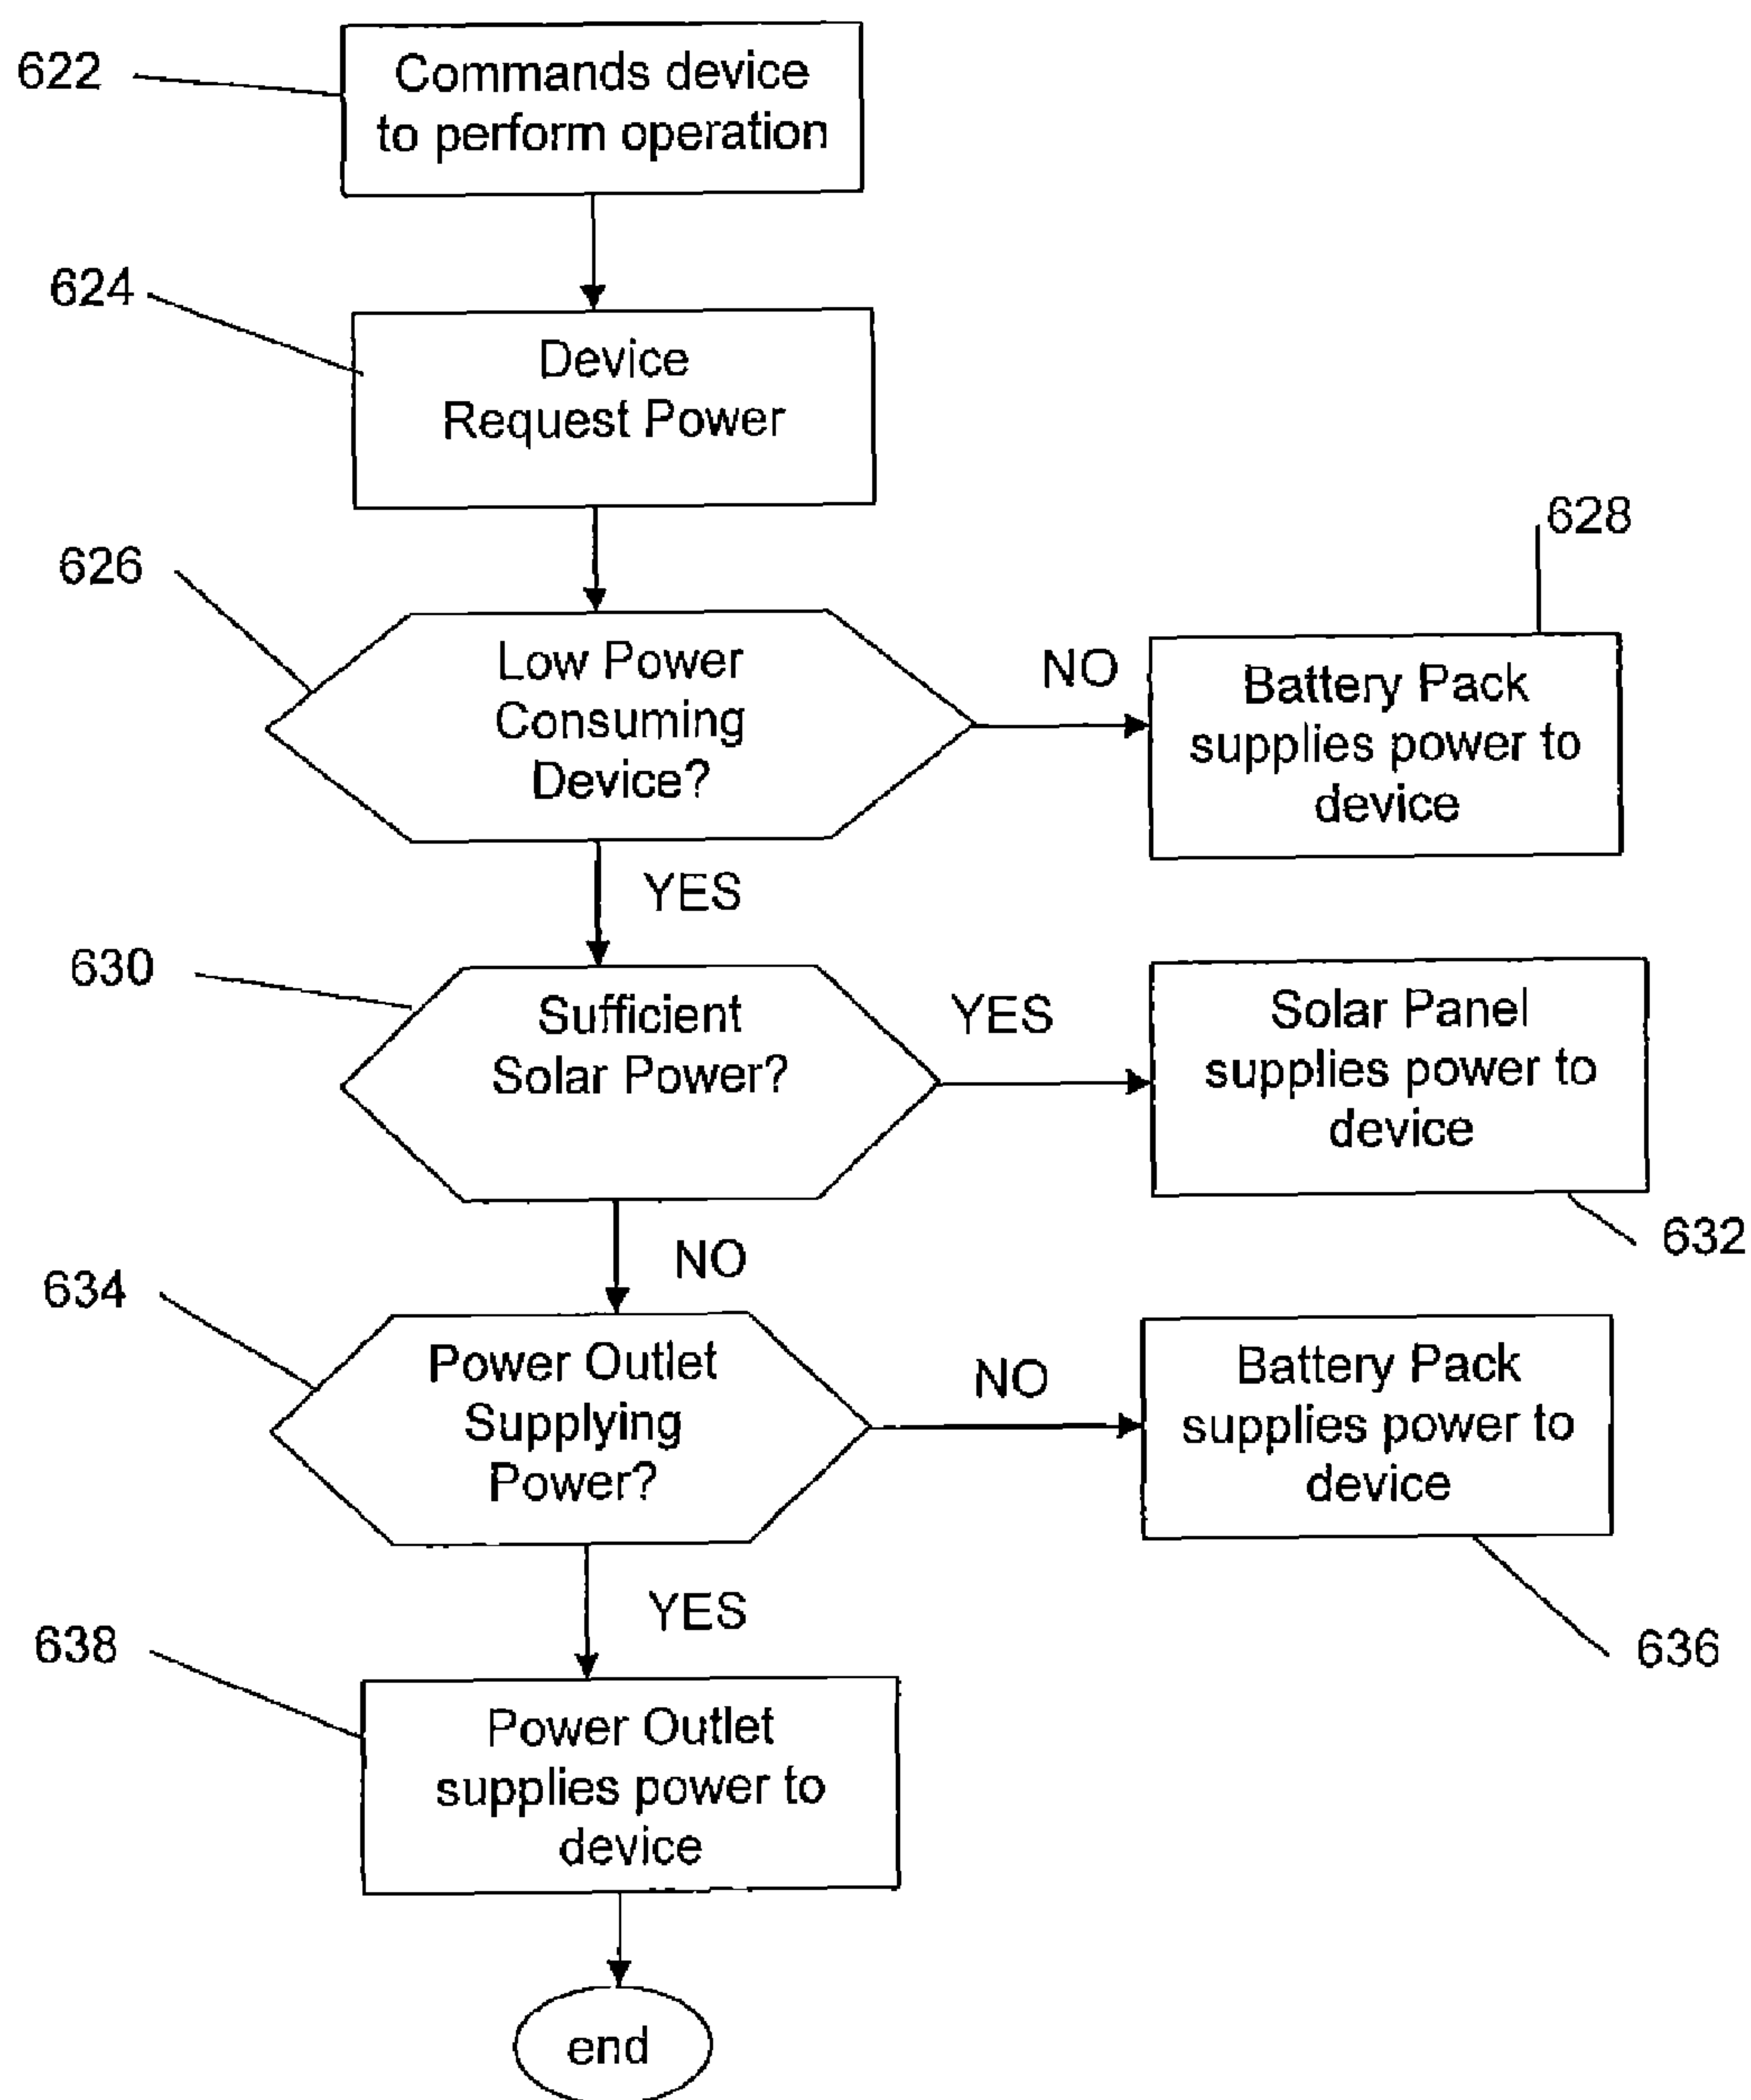 622
Commands device
to perform operation
624
Device
Request Power
626
Low Power
Consuming
Device?
NO
628
Battery Pack
supplies power to
device
YES
630
Sufficient
Solar Power?
YES
Solar Panel
supplies power to
device
632
NO
634
Power Outlet
Supplying
Power?
NO
Battery Pack
supplies power to
device
636
YES
638
Power Outlet
supplies power to
device
end